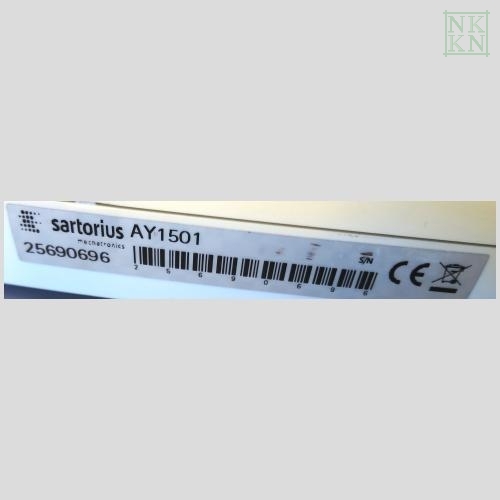 NK
KN
sartorius AY1501
mechatronics
25690696
S/N
2 5 6 9 0 6 9 6
CE